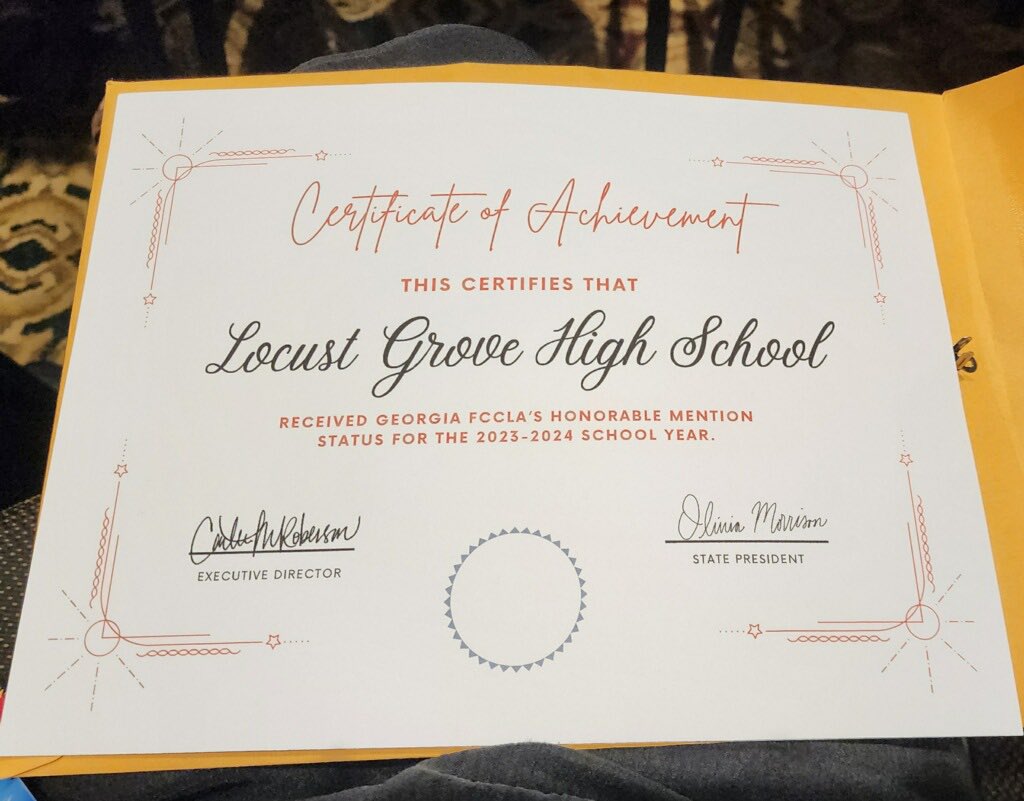 Certificate of Achievement
THIS CERTIFIES THAT
Locust Grove High School
RECEIVED GEORGIA FCCLA'S HONORABLE MENTION
STATUS FOR THE 2023-2024 SCHOOL YEAR.
Olivia Morrison
EXECUTIVE DIRECTOR
STATE PRESIDENT